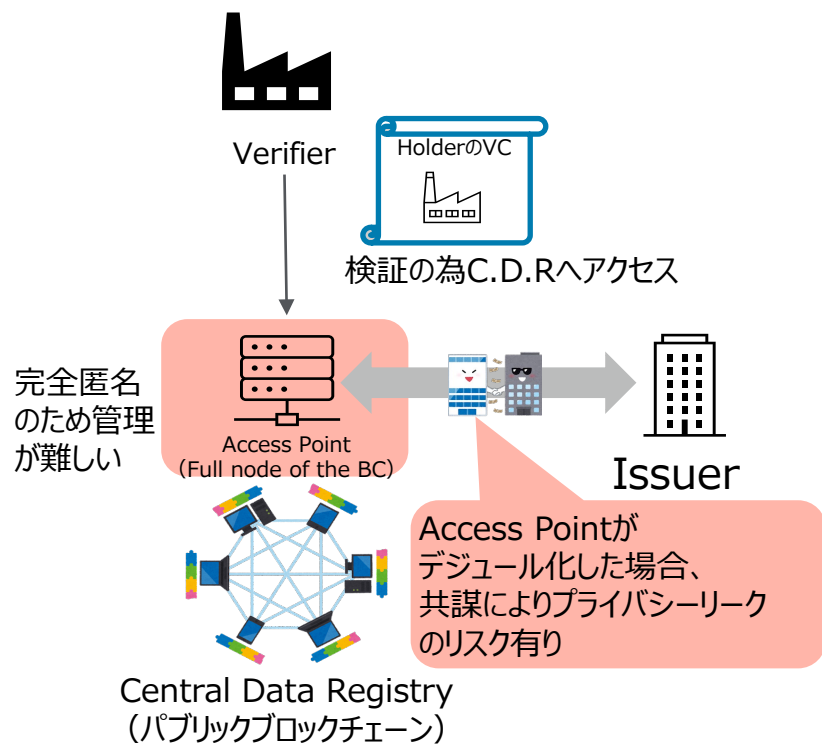 Verifier
HolderのVC
検証の為C.D.Rへアクセス
完全匿名
のため管理
が難しい
Access Point
(Full node of the BC)
Issuer
Access Pointが
デジュール化した場合、
共謀によりプライバシーリーク
のリスク有り
Central Data Registry
（パブリックブロックチェーン）